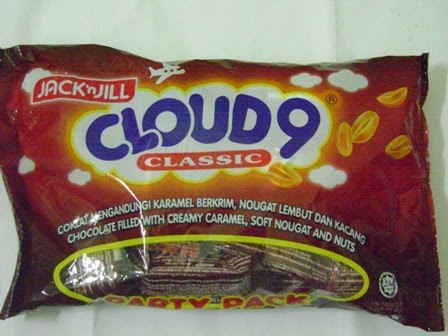 JACK'nJILL
CLOUD9®
CLASSIC
COKLAT MENGANDUNGI KARAMEL BERKRIM, NOUGAT LEMBUT DAN KACANG
CHOCOLATE FILLED WITH CREAMY CARAMEL, SOFT NOUGAT AND NUTS
PARTY PACK